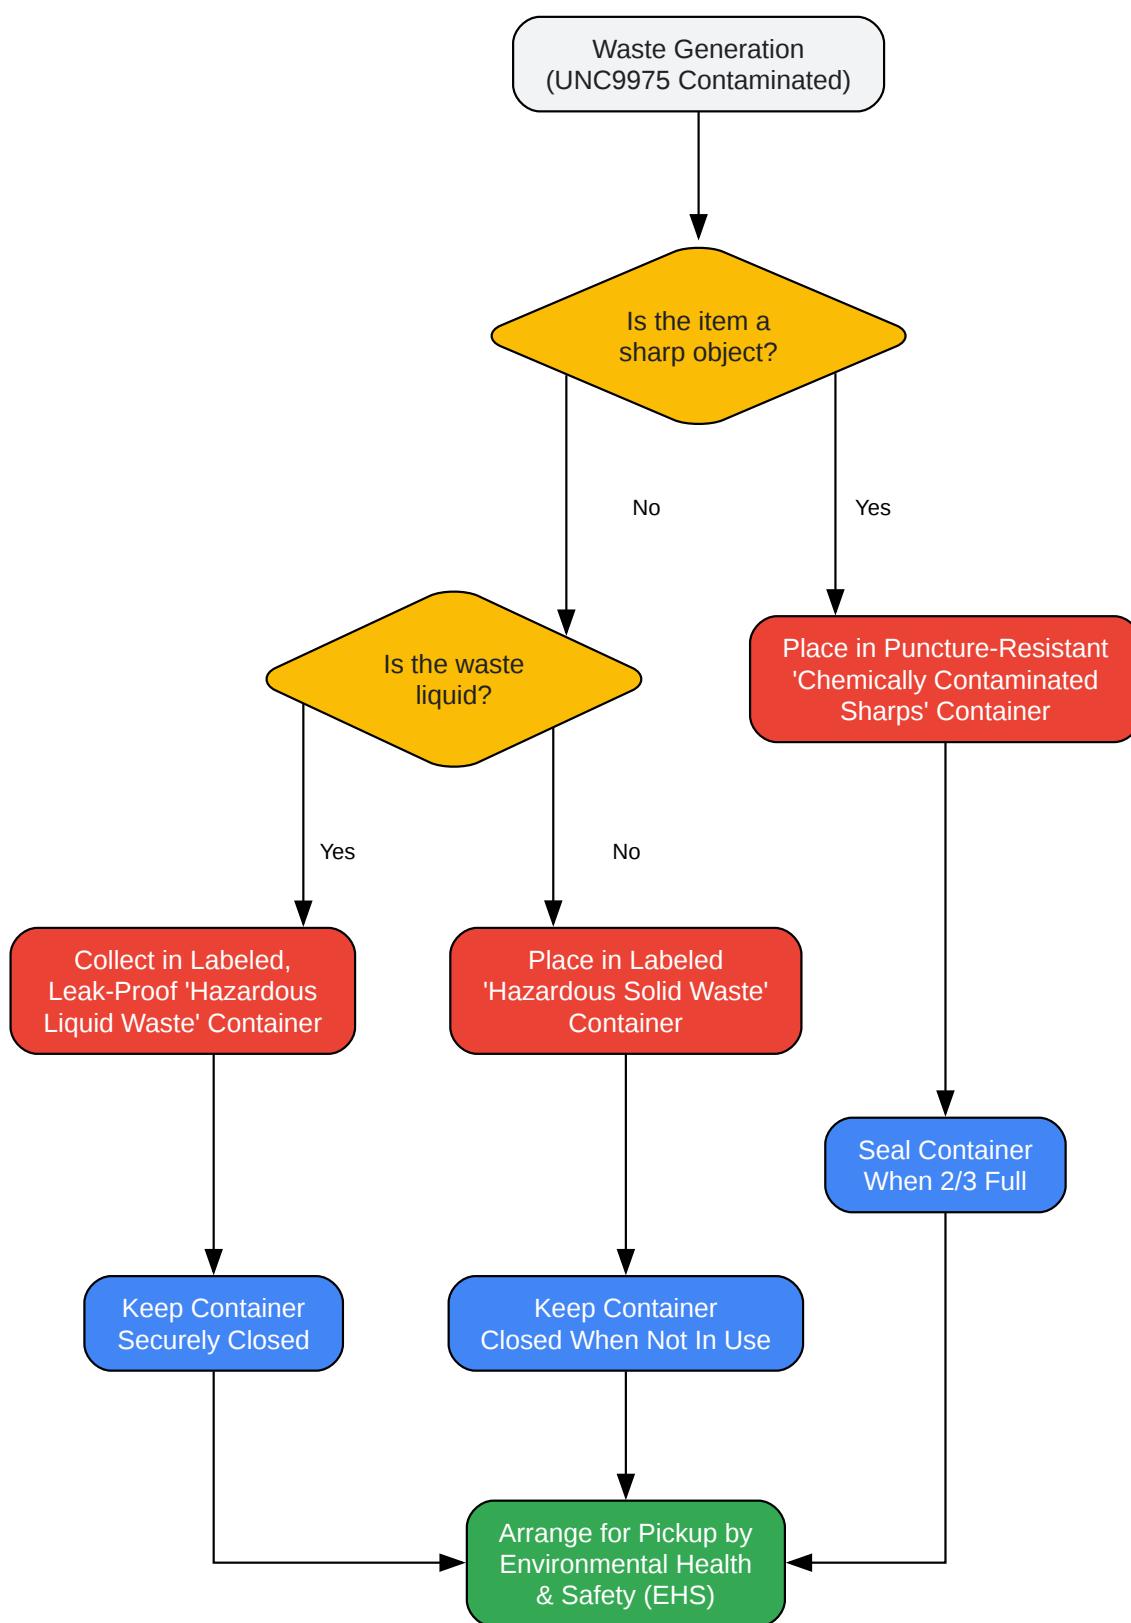 Waste Generation
(UNC9975 Contaminated)
Is the item a
sharp object?
No
Yes
Is the waste
liquid?
Place in Puncture-Resistant
'Chemically Contaminated
Sharps' Container
Yes
No
Collect in Labeled,
Leak-Proof 'Hazardous
Liquid Waste' Container
Place in Labeled
'Hazardous Solid Waste'
Container
Seal Container
When 2/3 Full
Keep Container
Securely Closed
Keep Container
Closed When Not In Use
Arrange for Pickup by
Environmental Health
& Safety (EHS)